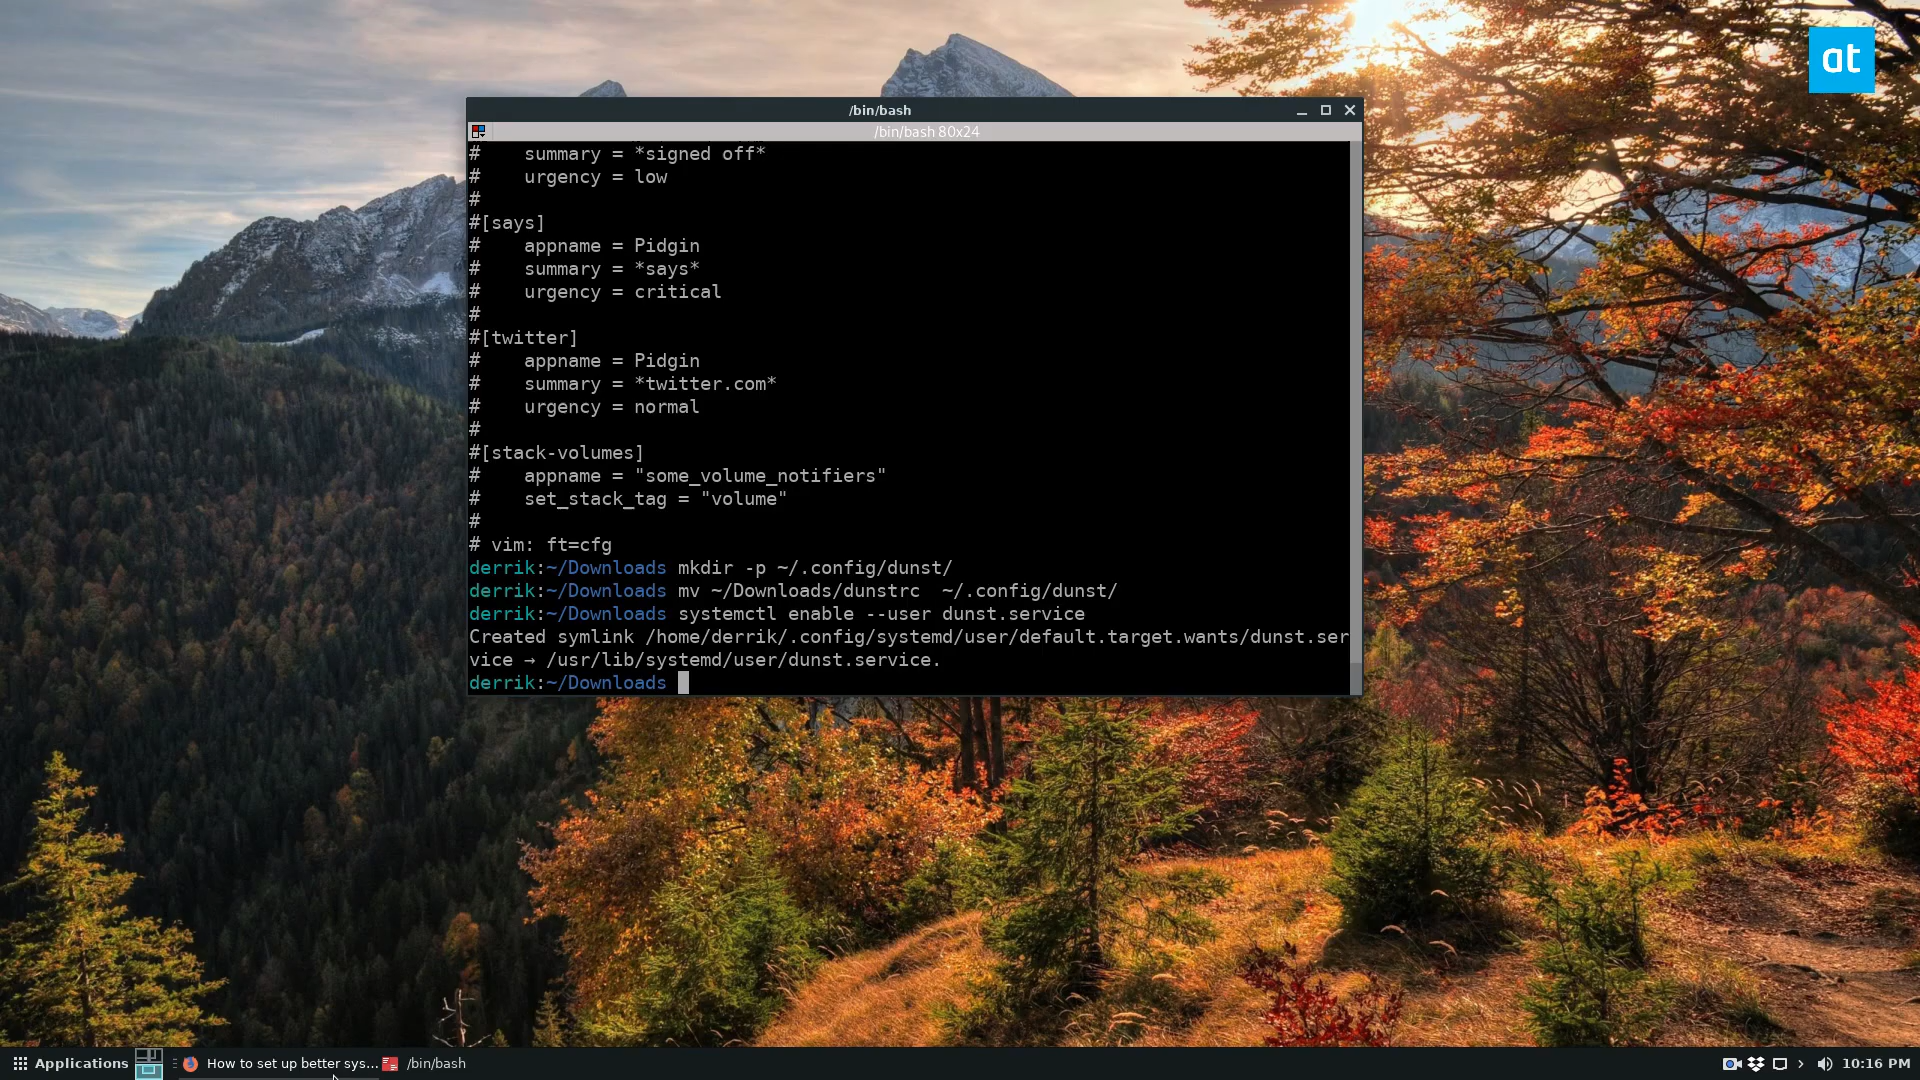 at
/bin/bash
/bin/bash 80x24
#    summary = *signed off*
#    urgency = low
#
#[says]
#    appname = Pidgin
#    summary = *says*
#    urgency = critical
#
#[twitter]
#    appname = Pidgin
#    summary = *twitter.com*
#    urgency = normal
#
#[stack-volumes]
#    appname = "some_volume_notifiers"
#    set_stack_tag = "volume"
#
# vim: ft=cfg
derrik:~/Downloads mkdir -p ~/.config/dunst/
derrik:~/Downloads mv ~/Downloads/dunstrc  ~/.config/dunst/
derrik:~/Downloads systemctl enable --user dunst.service
Created symlink /home/derrik/.config/systemd/user/default.target.wants/dunst.ser
vice → /usr/lib/systemd/user/dunst.service.
derrik:~/Downloads
Applications How to set up better sys... /bin/bash 10:16 PM